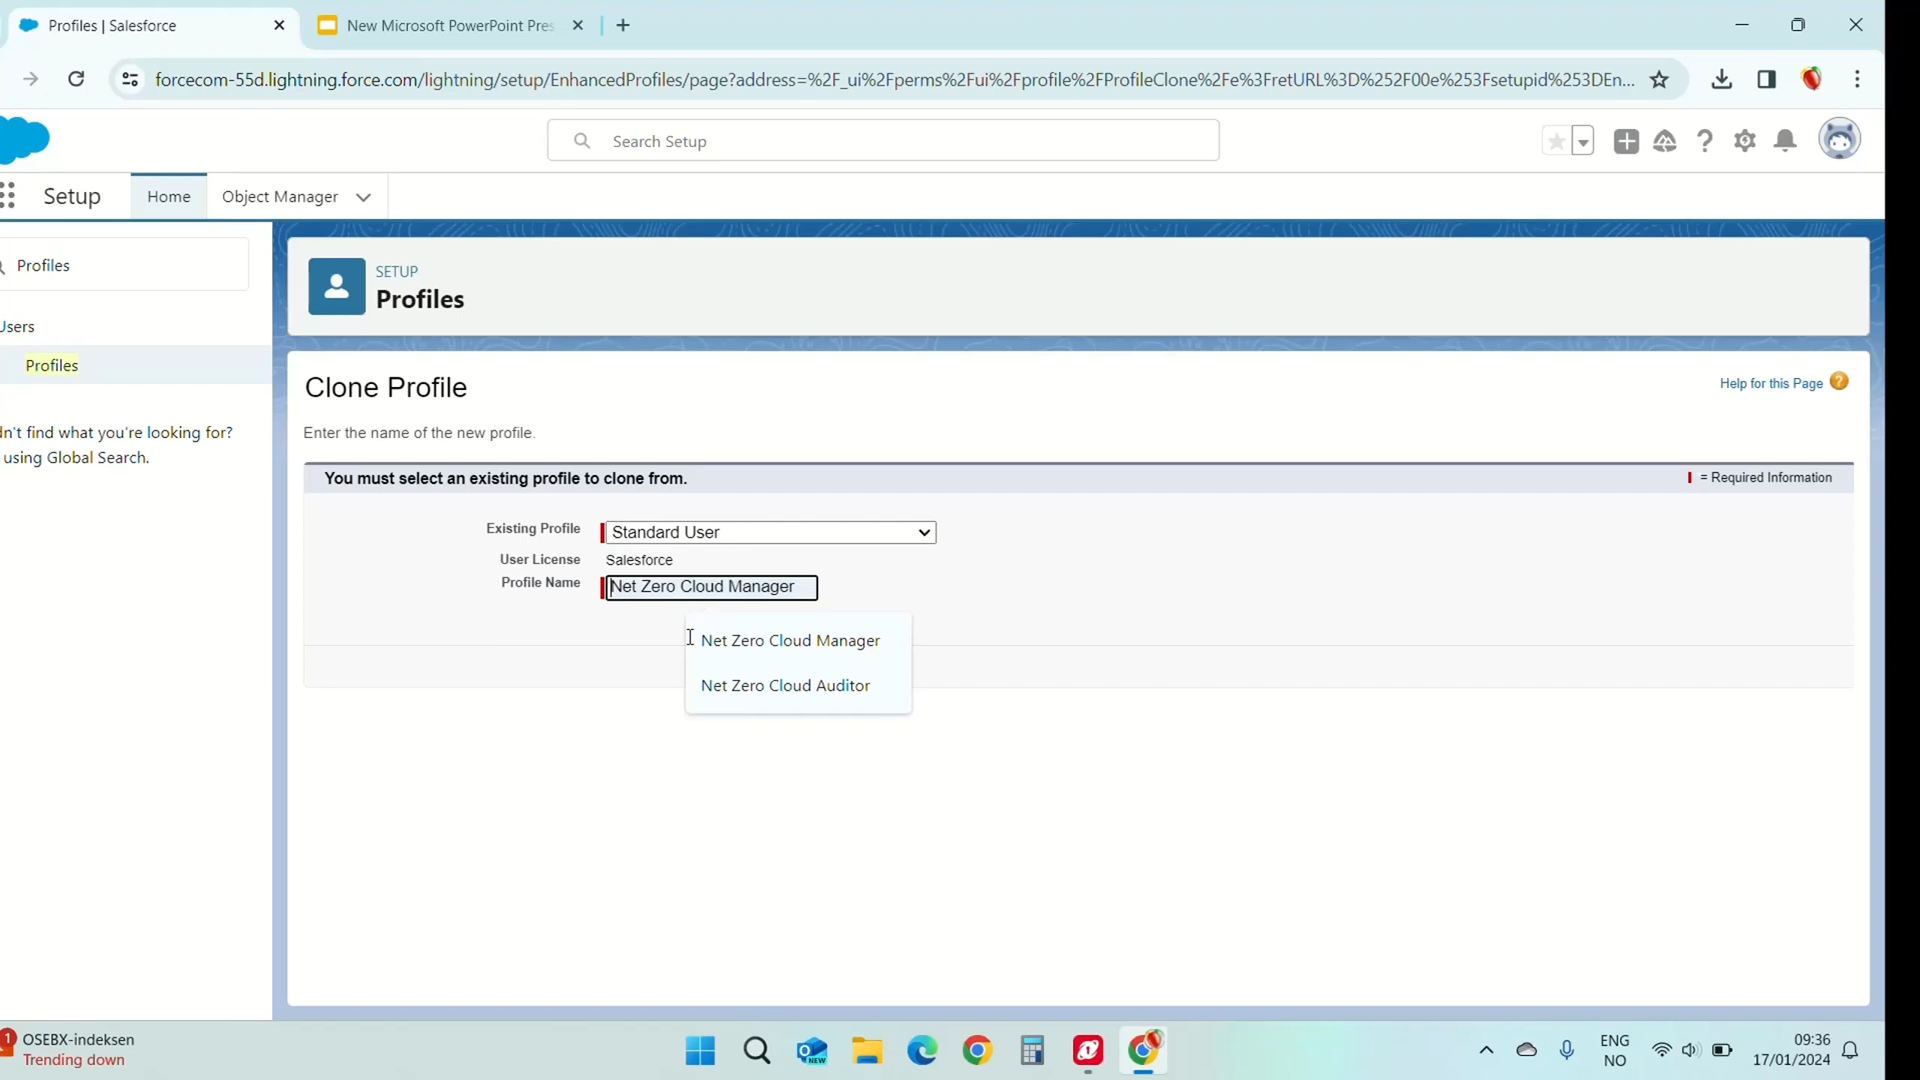 Profiles | Salesforce
New Microsoft PowerPoint Pres
forcecom-55d.lightning.force.com/lightning/setup/EnhancedProfiles/page?address=%2F_ui%2Fperms%2Fui%2Fprofile%2FProfileClone%2Fe%3FretURL%3D%252F00e%253Fsetupid%253DEn...
Search Setup
Setup
Home
Object Manager
Profiles
SETUP
Profiles
Users
Profiles
dn't find what you're looking for?
using Global Search.
Clone Profile
Help for this Page
Enter the name of the new profile.
You must select an existing profile to clone from.
= Required Information
Existing Profile
Standard User
User License
Salesforce
Profile Name
Net Zero Cloud Manager
Net Zero Cloud Manager
Net Zero Cloud Auditor
1
OSEBX-indeksen
Trending down
NEW
ENG
NO
09:36
17/01/2024